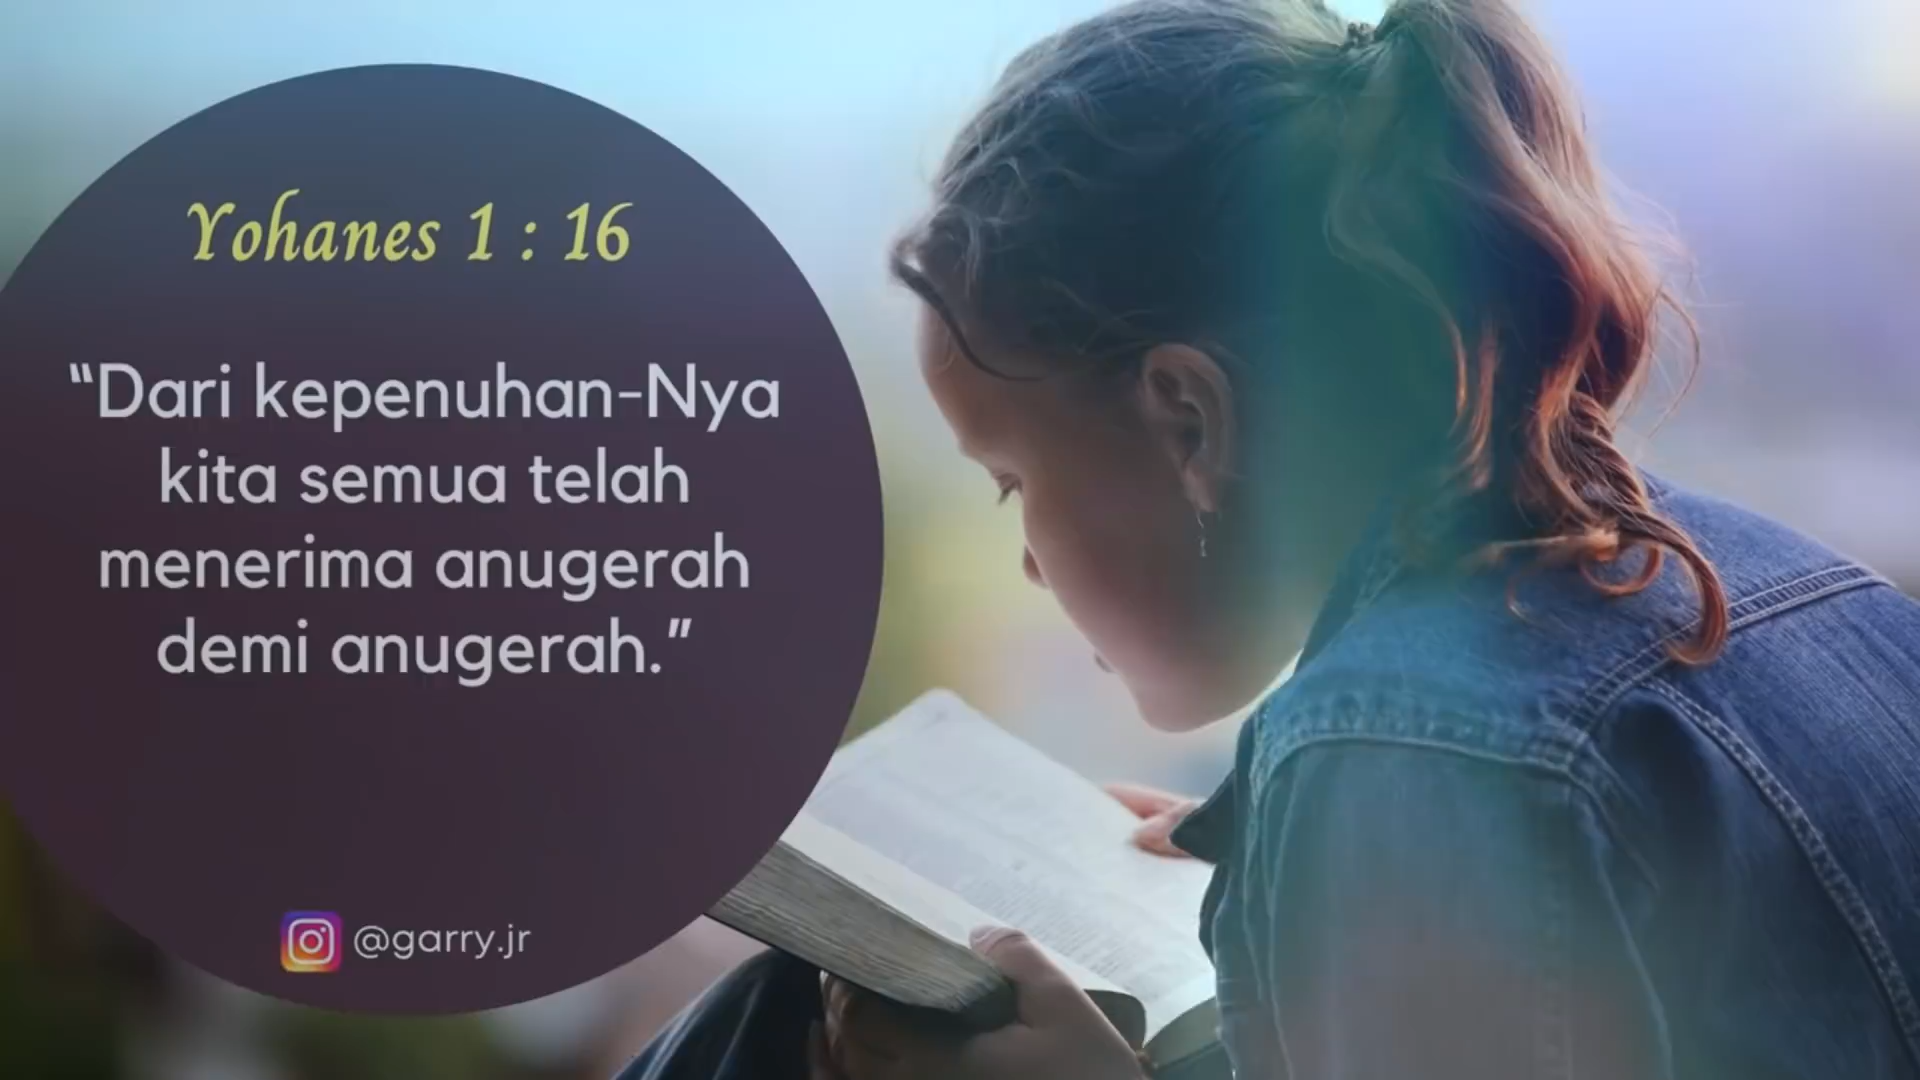 Yohanes 1 : 16
“Dari kepenuhan-Nya
kita semua telah
menerima anugerah
demi anugerah.”
@garry.jr